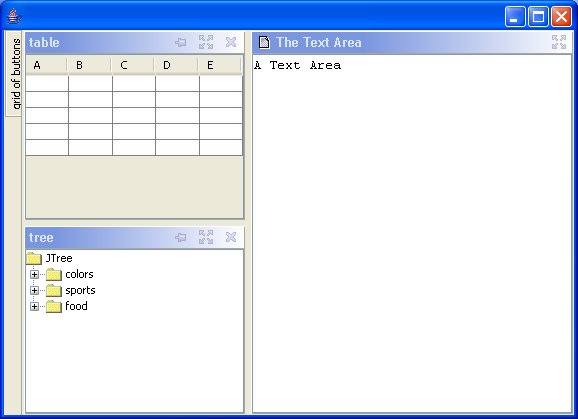 grid of buttons
table
A B C D E
tree
JTree
colors
sports
food
The Text Area
A Text Area